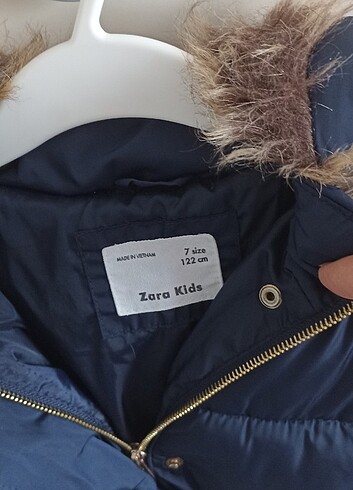 MADE IN VIETNAM
7 size
122 cm
Zara Kids